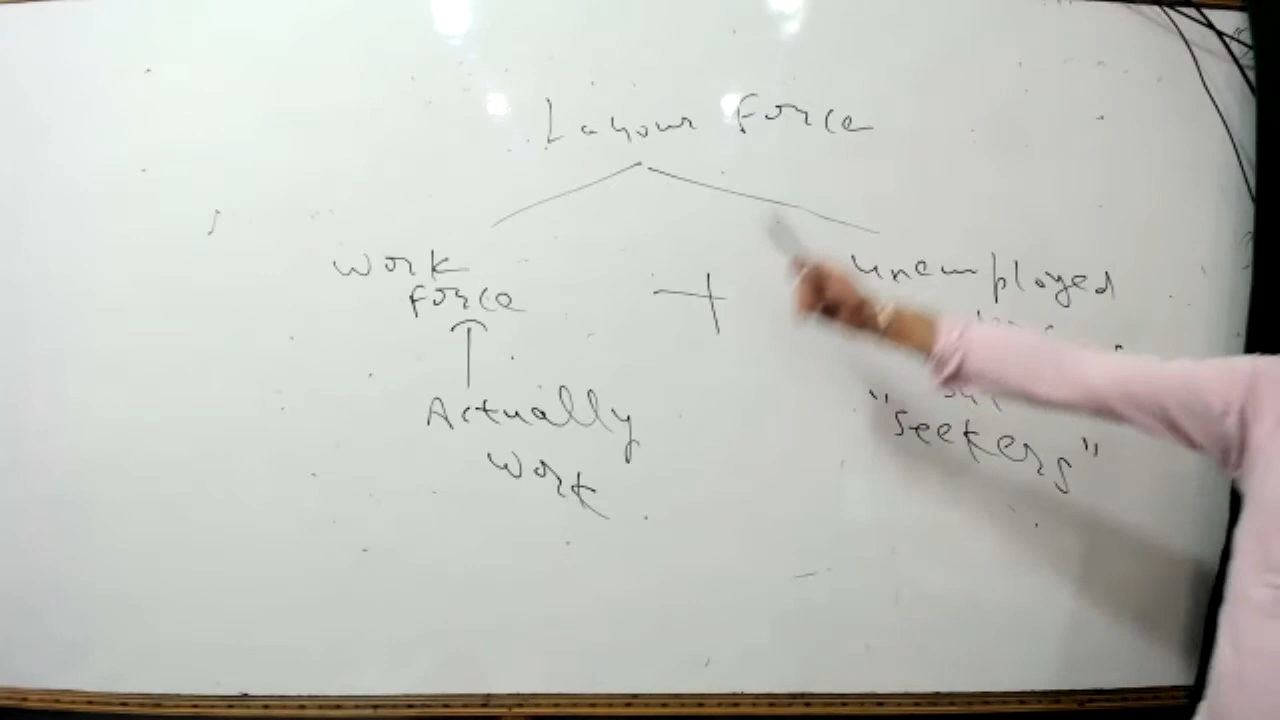 Labour Force
work
Force
+
unemployed
Actually
work
"seekers"